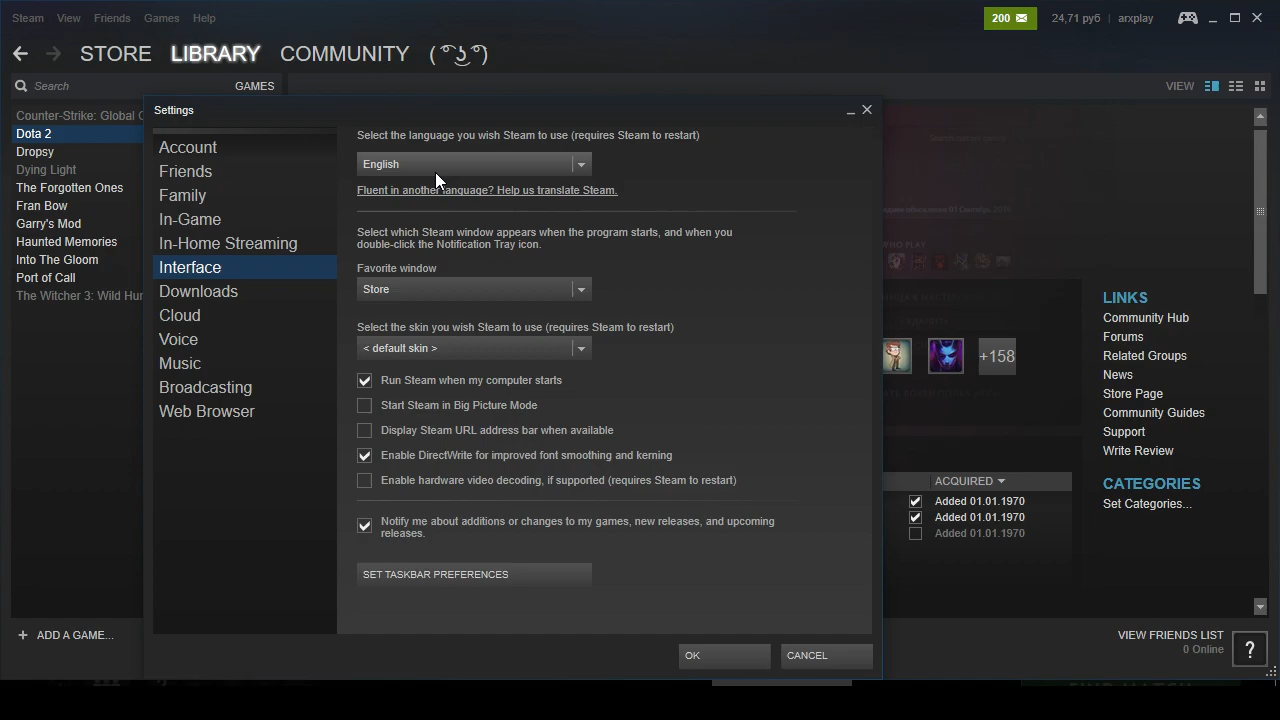 Steam View Friends Games Help
200 24,71 pуб arxplay
STORE LIBRARY COMMUNITY ( ͡° ͜ʖ ͡°)
Search GAMES
VIEW
Counter-Strike: Global
Dota 2
Dropsy
Dying Light
The Forgotten Ones
Fran Bow
Garry's Mod
Haunted Memories
Into The Gloom
Port of Call
The Witcher 3: Wild Hu
+ ADD A GAME...
Settings
Account
Friends
Family
In-Game
In-Home Streaming
Interface
Downloads
Cloud
Voice
Music
Broadcasting
Web Browser
Select the language you wish Steam to use (requires Steam to restart)
English
Fluent in another language? Help us translate Steam.
Select which Steam window appears when the program starts, and when you
double-click the Notification Tray icon.
Favorite window
Store
Select the skin you wish Steam to use (requires Steam to restart)
< default skin >
Run Steam when my computer starts
Start Steam in Big Picture Mode
Display Steam URL address bar when available
Enable DirectWrite for improved font smoothing and kerning
Enable hardware video decoding, if supported (requires Steam to restart)
Notify me about additions or changes to my games, new releases, and upcoming
releases.
SET TASKBAR PREFERENCES
OK CANCEL
+158
LINKS
Community Hub
Forums
Related Groups
News
Store Page
Community Guides
Support
Write Review
CATEGORIES
Set Categories...
ACQUIRED
Added 01.01.1970
Added 01.01.1970
Added 01.01.1970
VIEW FRIENDS LIST
0 Online
?